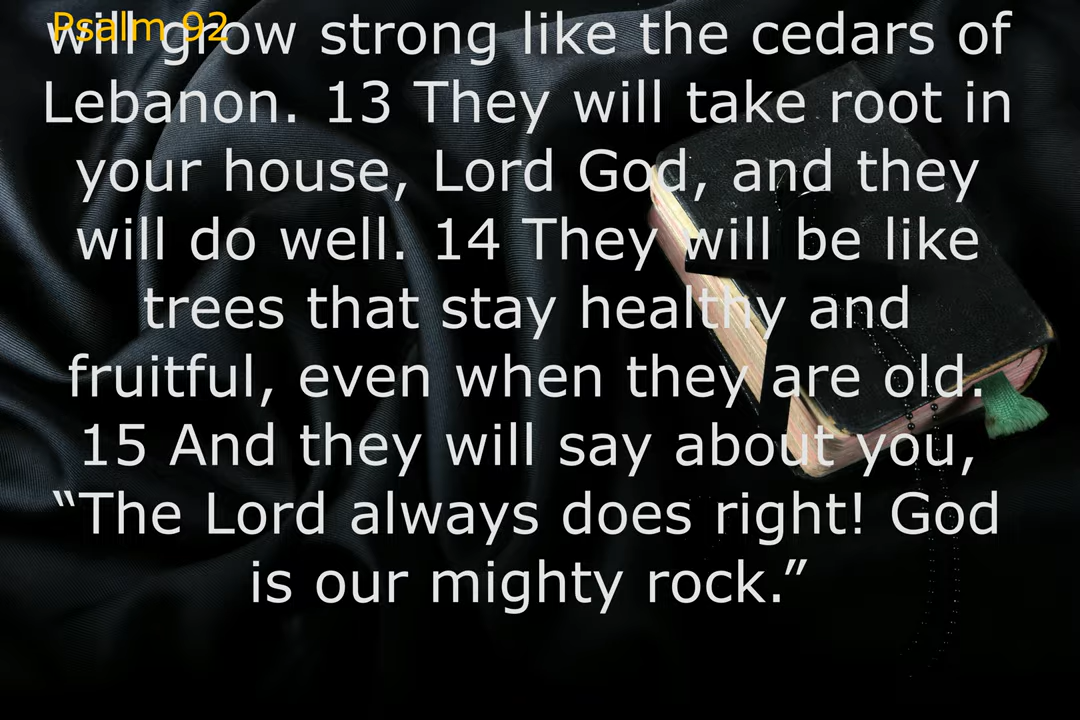 Psalm 92
will grow strong like the cedars of
Lebanon. 13 They will take root in
your house, Lord God, and they
will do well. 14 They will be like
trees that stay healthy and
fruitful, even when they are old.
15 And they will say about you,
“The Lord always does right! God
is our mighty rock.”